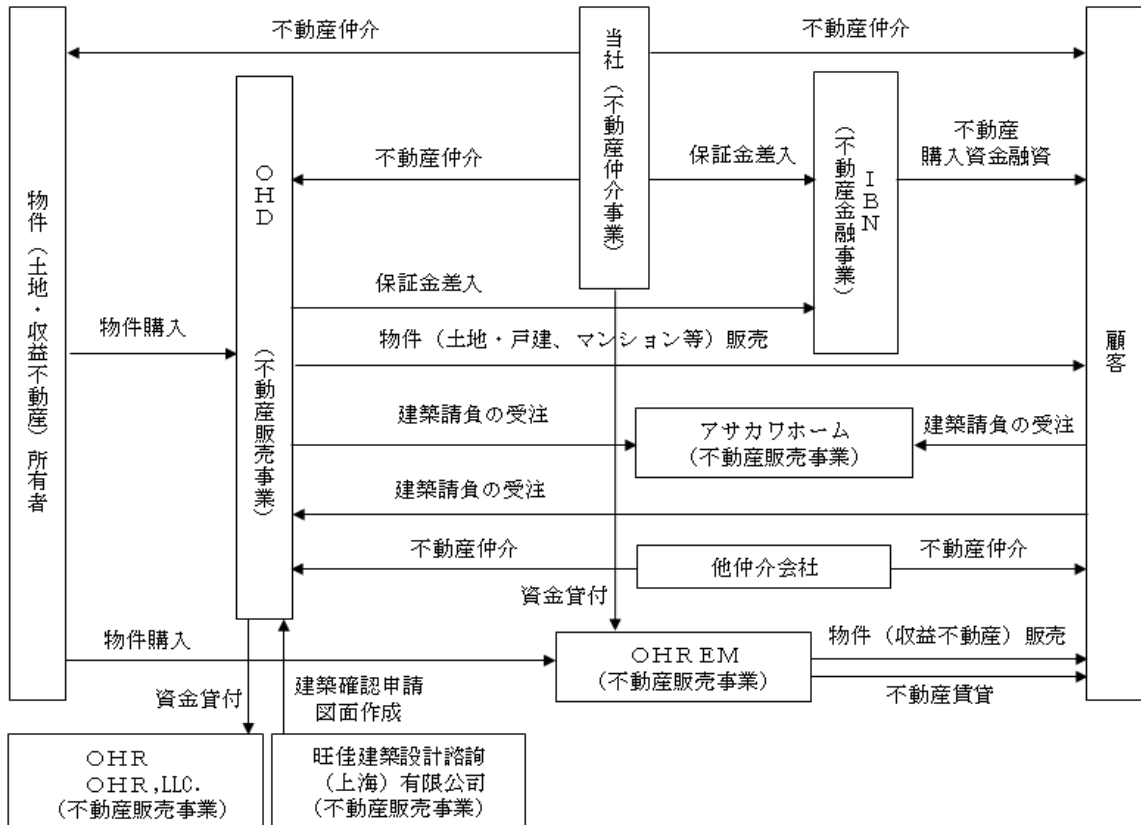 不動産仲介
不動産仲介
当社（不動産仲介事業）
物件（土地・収益不動産）所有者
ＯＨＤ
（不動産販売事業）
不動産仲介
保証金差入
ＩＢＮ
（不動産金融事業）
不動産
購入資金融資
顧客
保証金差入
物件購入
物件（土地・戸建、マンション等）販売
建築請負の受注
アサカワホーム
（不動産販売事業）
建築請負の受注
建築請負の受注
不動産仲介
他仲介会社
不動産仲介
資金貸付
物件購入
ＯＨＲＥＭ
（不動産販売事業）
物件（収益不動産）販売
不動産賃貸
資金貸付
建築確認申請
図面作成
ＯＨＲ
ＯＨＲ,LLC.
（不動産販売事業）
旺佳建築設計諮詢
（上海）有限公司
（不動産販売事業）